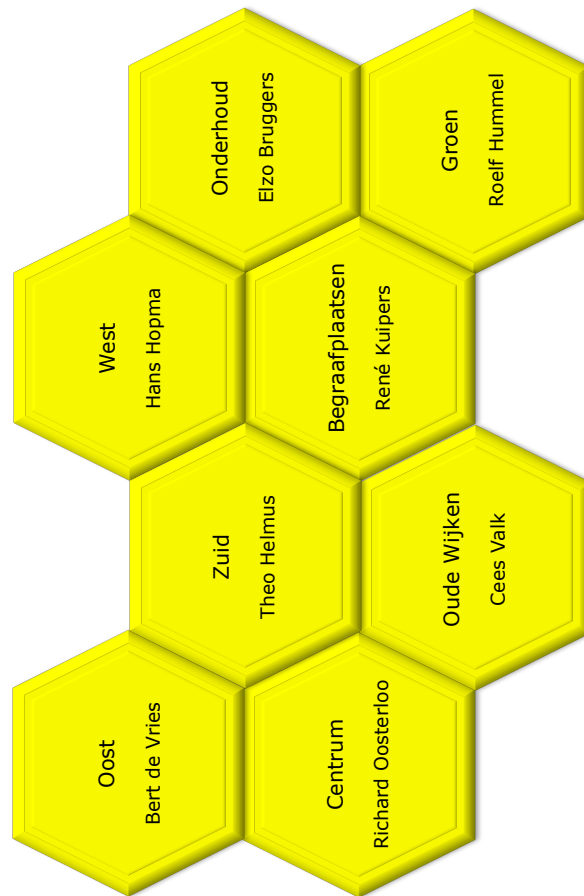 Oost
Bert de Vries
West
Hans Hopma
Zuid
Theo Helmus
Onderhoud
Elzo Bruggers
Centrum
Richard Oosterloo
Begraafplaatsen
René Kuipers
Oude Wijken
Cees Valk
Groen
Roelf Hummel